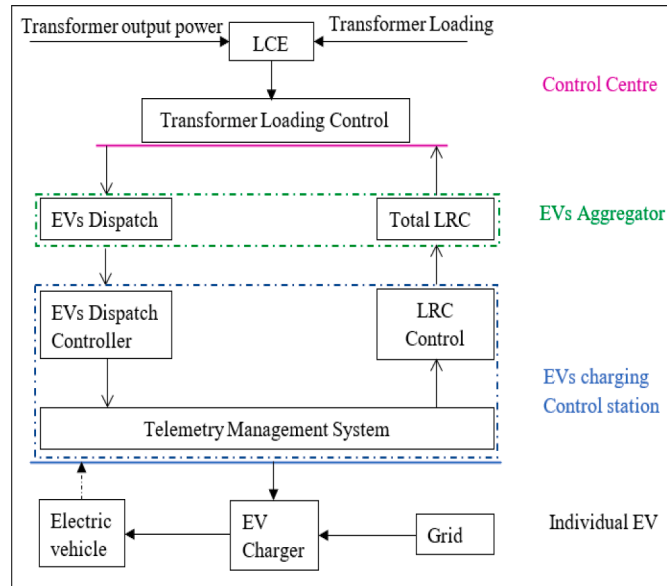 Transformer output power
LCE
Transformer Loading
Control Centre
Transformer Loading Control
EVs Dispatch
Total LRC
EVs Aggregator
EVs Dispatch
Controller
LRC
Control
EVs charging
Control station
Telemetry Management System
Electric
vehicle
EV
Charger
Grid
Individual EV